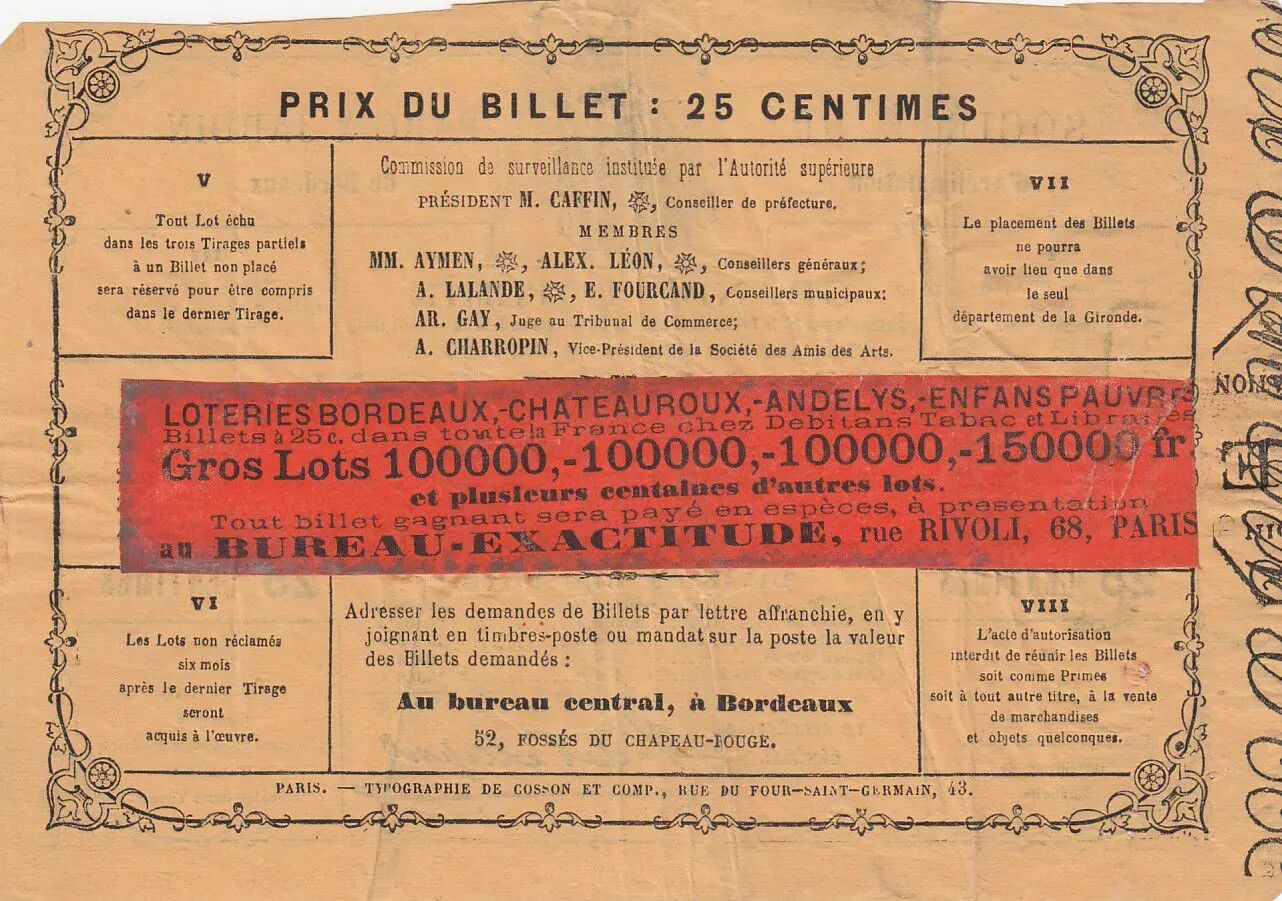 PRIX DU BILLET : 25 CENTIMES
V
Tout Lot échu
dans les trois Tirages partiels
à un Billet non placé
sera réservé pour être compris
dans le dernier Tirage.
Commission de surveillance instituée par l'Autorité supérieure
PRÉSIDENT M. CAFFIN, Conseiller de préfecture.
MEMBRES
MM. AYMEN, ALEX. LÉON, Conseillers généraux;
A. LALANDE, E. FOURCAND, Conseillers municipaux;
AR. GAY, Juge au Tribunal de Commerce;
A. CHARROPIN, Vice-Président de la Société des Amis des Arts.
VII
Le placement des Billets
ne pourra
avoir lieu que dans
le seul
département de la Gironde.
LOTERIES BORDEAUX,-CHATEAUROUX,-ANDELYS,-ENFANS PAUVRES
Billets à 25 c. dans toute la France chez Debitans Tabac et Libraires
Gros Lots 100000,-100000,-100000,-150000 fr
et plusieurs centaines d'autres lots.
Tout billet gagnant sera payé en espèces, à presentation
au BUREAU-EXACTITUDE, rue RIVOLI, 68, PARIS
VI
Les Lots non réclamés
six mois
après le dernier Tirage
seront
acquis à l'œuvre.
Adresser les demandes de Billets par lettre affranchie, en y
joignant en timbres-poste ou mandat sur la poste la valeur
des Billets demandés :
Au bureau central, à Bordeaux
52, FOSSÉS DU CHAPEAU-ROUGE.
VIII
L'acte d'autorisation
interdit de réunir les Billets
soit comme Primes
soit à tout autre titre, à la vente
de marchandises
et objets quelconques.
PARIS. — TYPOGRAPHIE DE COSSON ET COMP., RUE DU FOUR-SAINT-GERMAIN, 43.